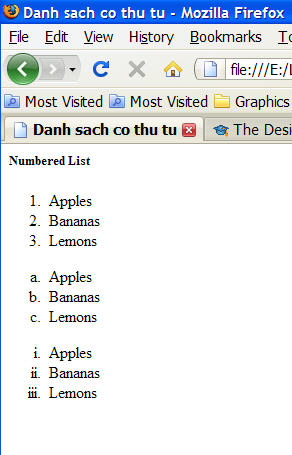 Danh sach co thu tu - Mozilla Firefox
File Edit View History Bookmarks
file:///E:/
Most Visited Most Visited Graphics
Danh sach co thu tu The Desi
Numbered List
1. Apples
2. Bananas
3. Lemons
a. Apples
b. Bananas
c. Lemons
i. Apples
ii. Bananas
iii. Lemons